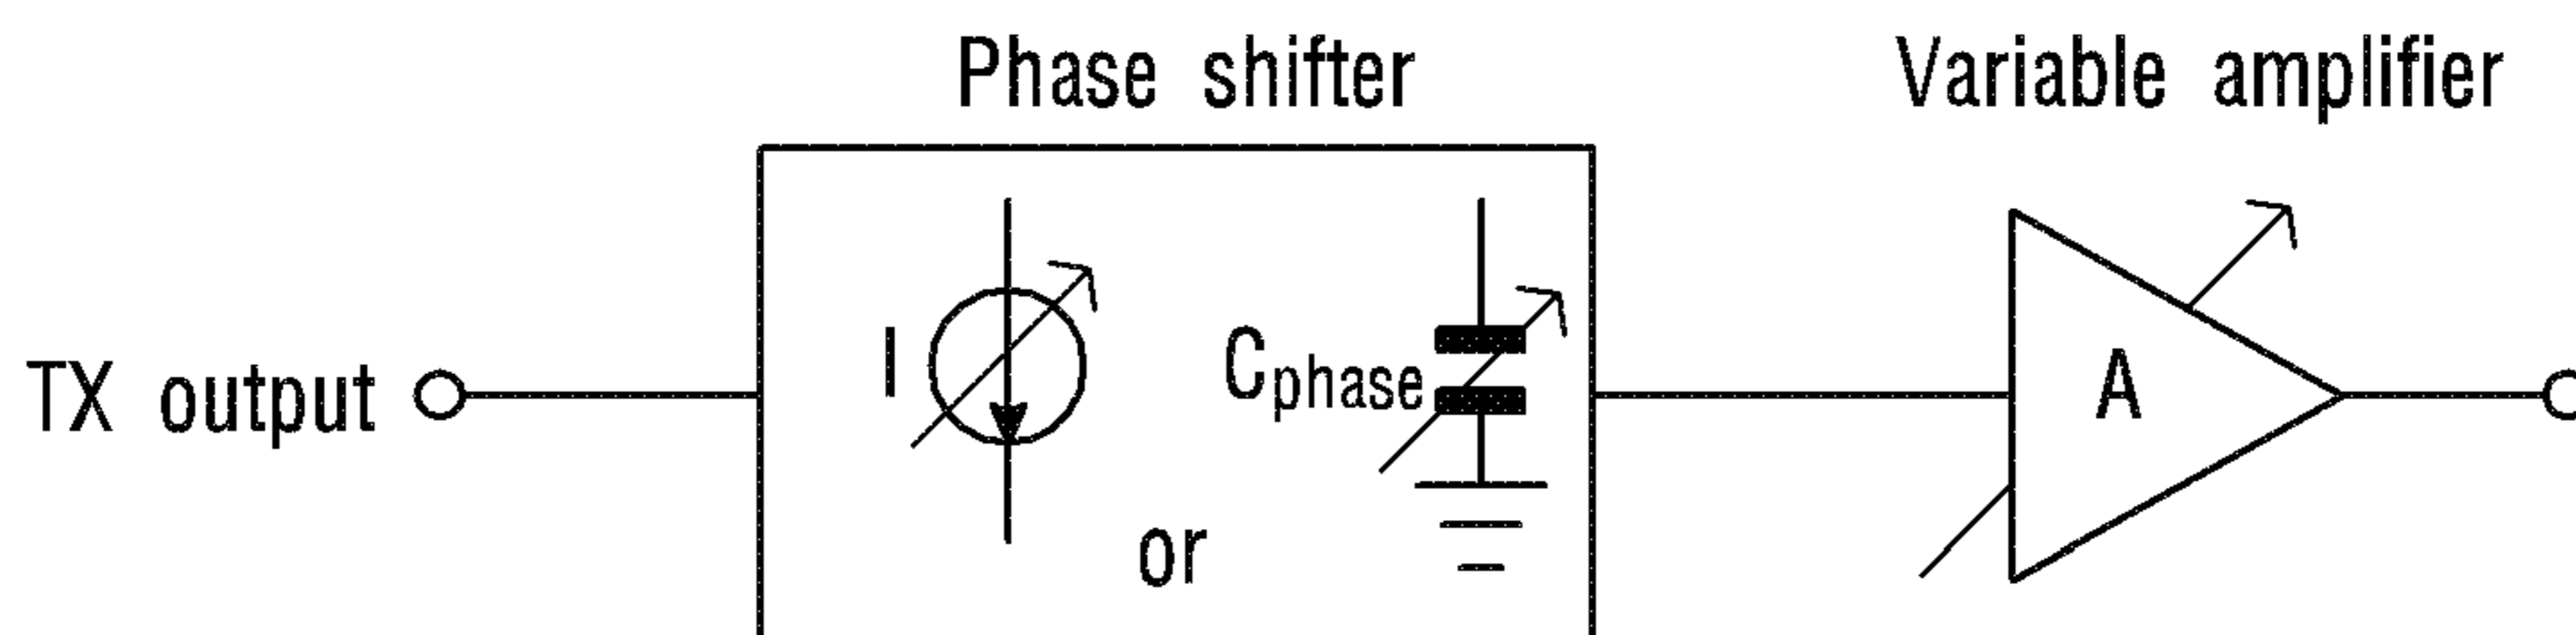 Phase shifter
Variable amplifier
TX output
I
Cphase
A
or